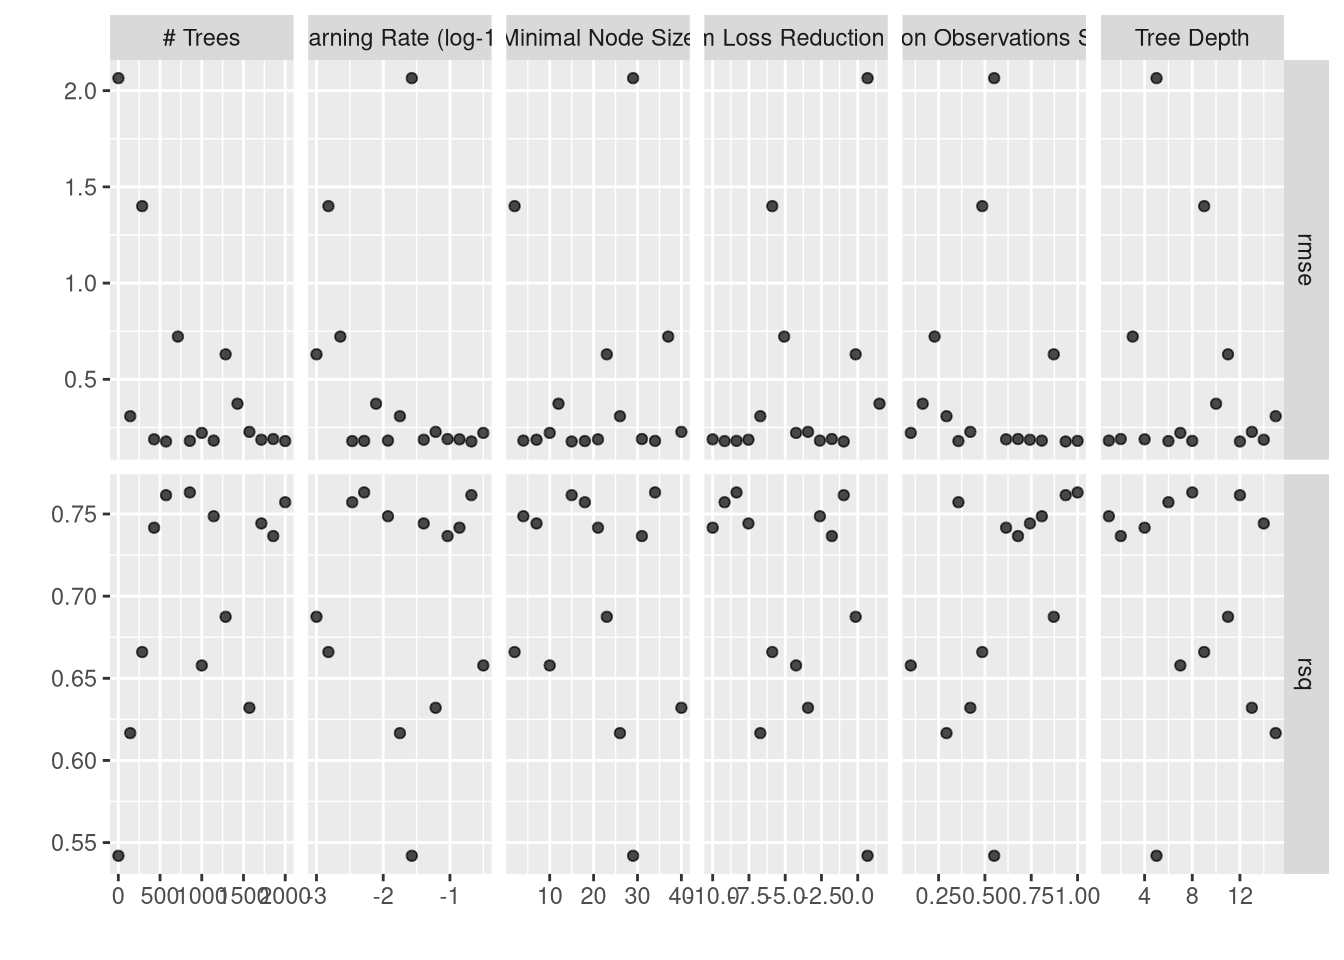 # Trees arning Rate (log-1 Minimal Node Size m Loss Reduction on Observations S Tree Depth
2.0
1.5
1.0
0.5
rmse
0.75
0.70
0.65
0.60
0.55
rsq
0 500 1000 1500 2000 -3 -2 -1 10 20 30 40 -10.0 -7.5 -5.0 -2.5 0.0 0.25 0.50 0.75 1.00 4 8 12